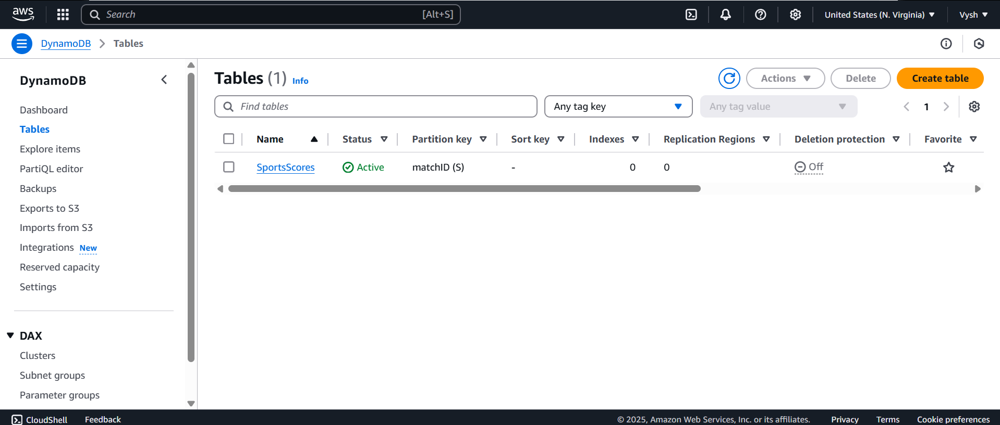 aws
Search [Alt+S]
United States (N. Virginia)
Vysh
DynamoDB
Tables
DynamoDB
Dashboard
Tables
Explore items
PartiQL editor
Backups
Exports to S3
Imports from S3
Integrations New
Reserved capacity
Settings
DAX
Clusters
Subnet groups
Parameter groups
Tables (1) Info
Actions
Delete
Create table
Find tables
Any tag key
Any tag value
1
Name Status Partition key Sort key Indexes Replication Regions Deletion protection Favorite
SportsScores Active matchID (S) - 0 0 Off
CloudShell Feedback © 2025, Amazon Web Services, Inc. or its affiliates. Privacy Terms Cookie preferences